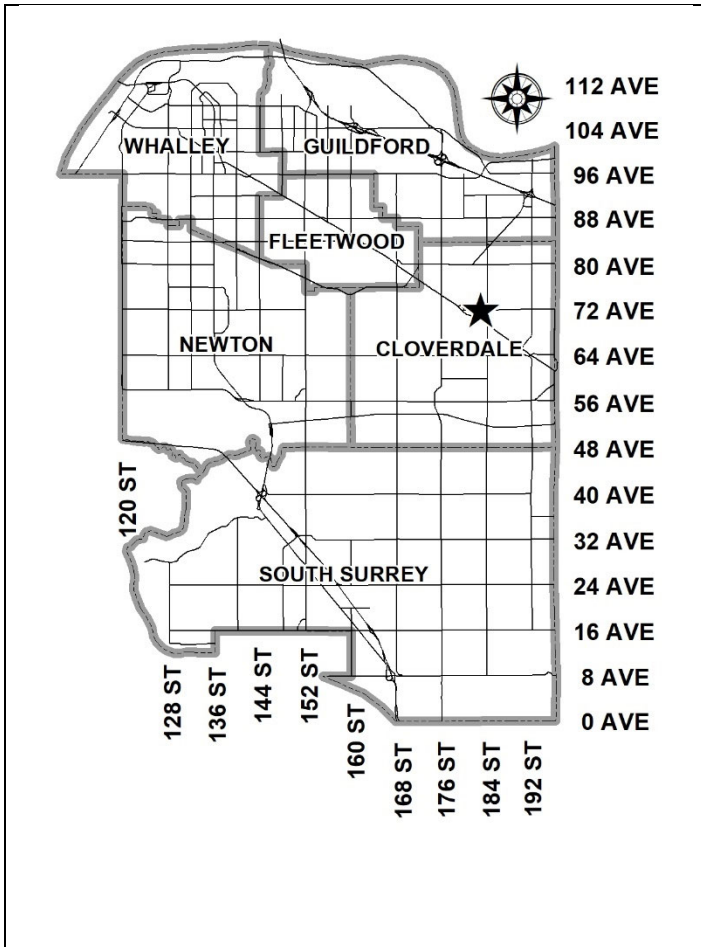 112 AVE
104 AVE
WHALLEY
GUILDFORD
96 AVE
88 AVE
FLEETWOOD
80 AVE
72 AVE
NEWTON
CLOVERDALE
64 AVE
56 AVE
48 AVE
120 ST
40 AVE
32 AVE
SOUTH SURREY
24 AVE
16 AVE
8 AVE
0 AVE
128 ST
136 ST
144 ST
152 ST
160 ST
168 ST
176 ST
184 ST
192 ST